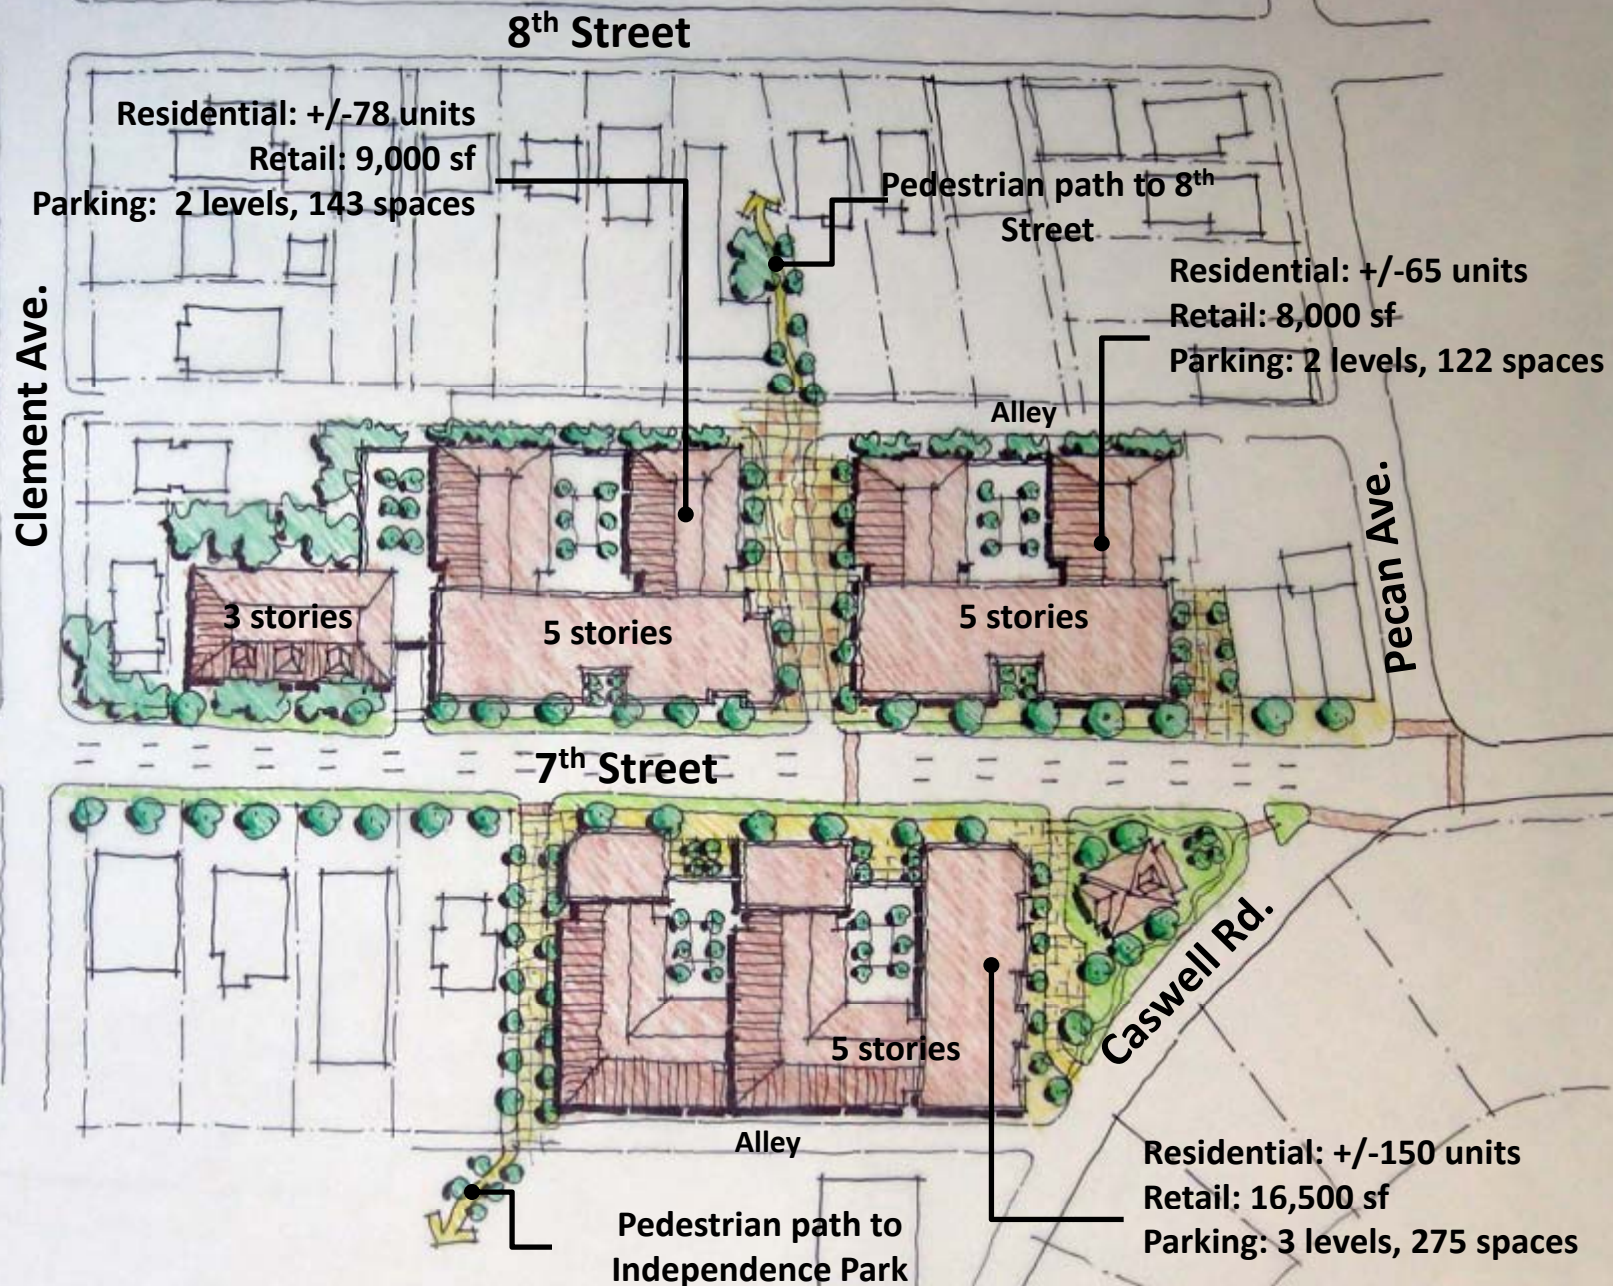 8th Street
Residential: +/-78 units
Retail: 9,000 sf
Parking: 2 levels, 143 spaces
Pedestrian path to 8th
Street
Residential: +/-65 units
Retail: 8,000 sf
Parking: 2 levels, 122 spaces
Clement Ave.
Alley
Pecan Ave.
3 stories
5 stories
5 stories
7th Street
Caswell Rd.
5 stories
Alley
Residential: +/-150 units
Retail: 16,500 sf
Parking: 3 levels, 275 spaces
Pedestrian path to
Independence Park